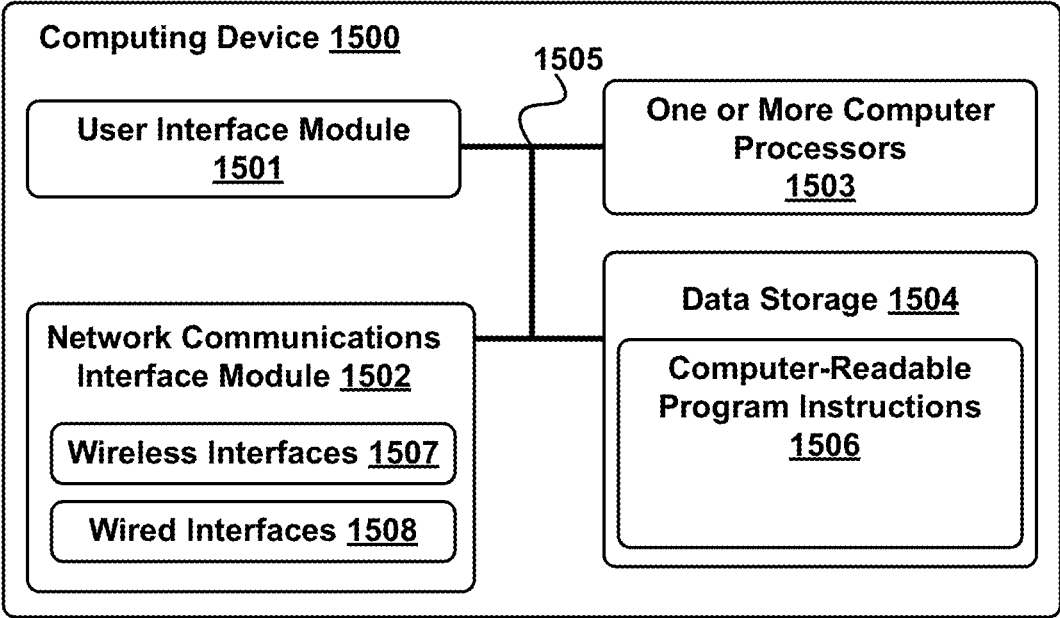 Computing Device 1500
1505
User Interface Module
1501
One or More Computer
Processors
1503
Network Communications
Interface Module 1502
Wireless Interfaces 1507
Wired Interfaces 1508
Data Storage 1504
Computer-Readable
Program Instructions
1506